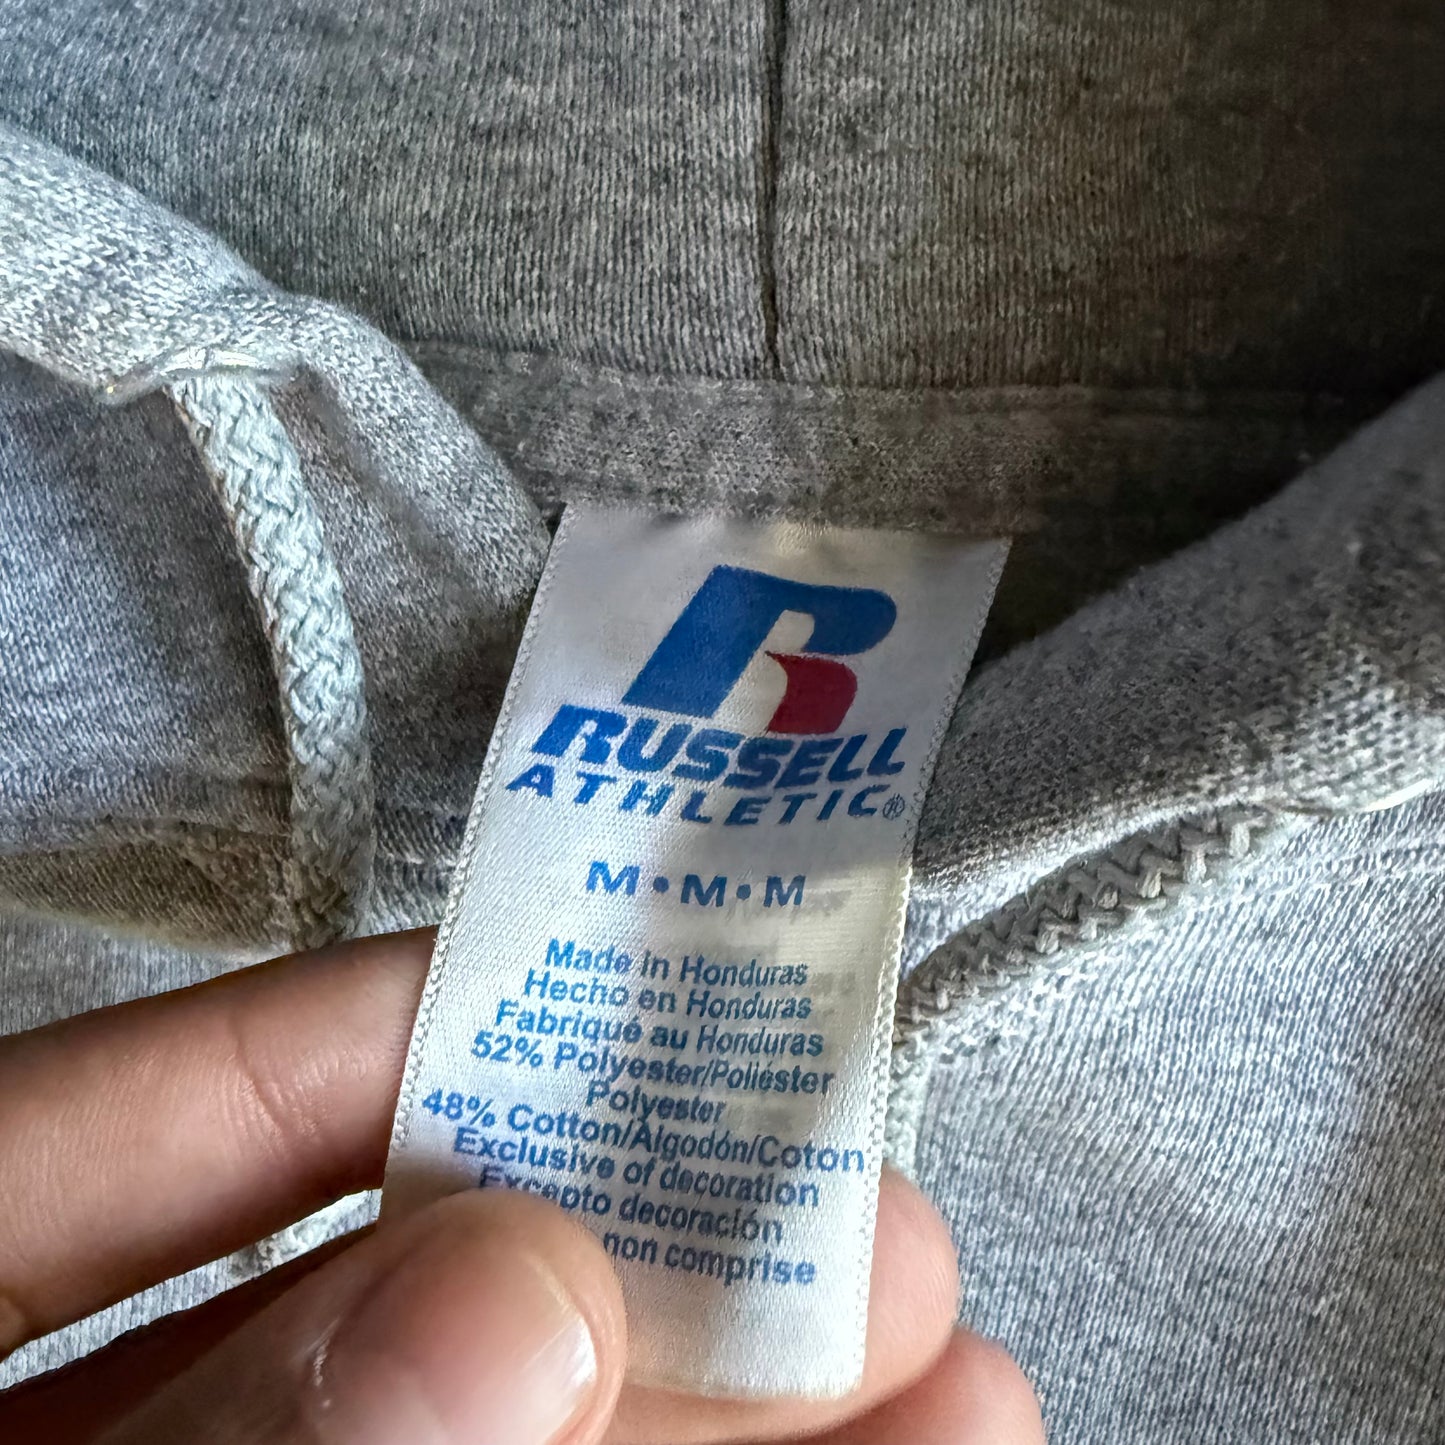 R
RUSSELL
ATHLETIC®
M•M•M
Made in Honduras
Hecho en Honduras
Fabriqué au Honduras
52% Polyester/Poliéster
Polyester
48% Cotton/Algodón/Coton
Exclusive of decoration
Excepto decoración
non comprise